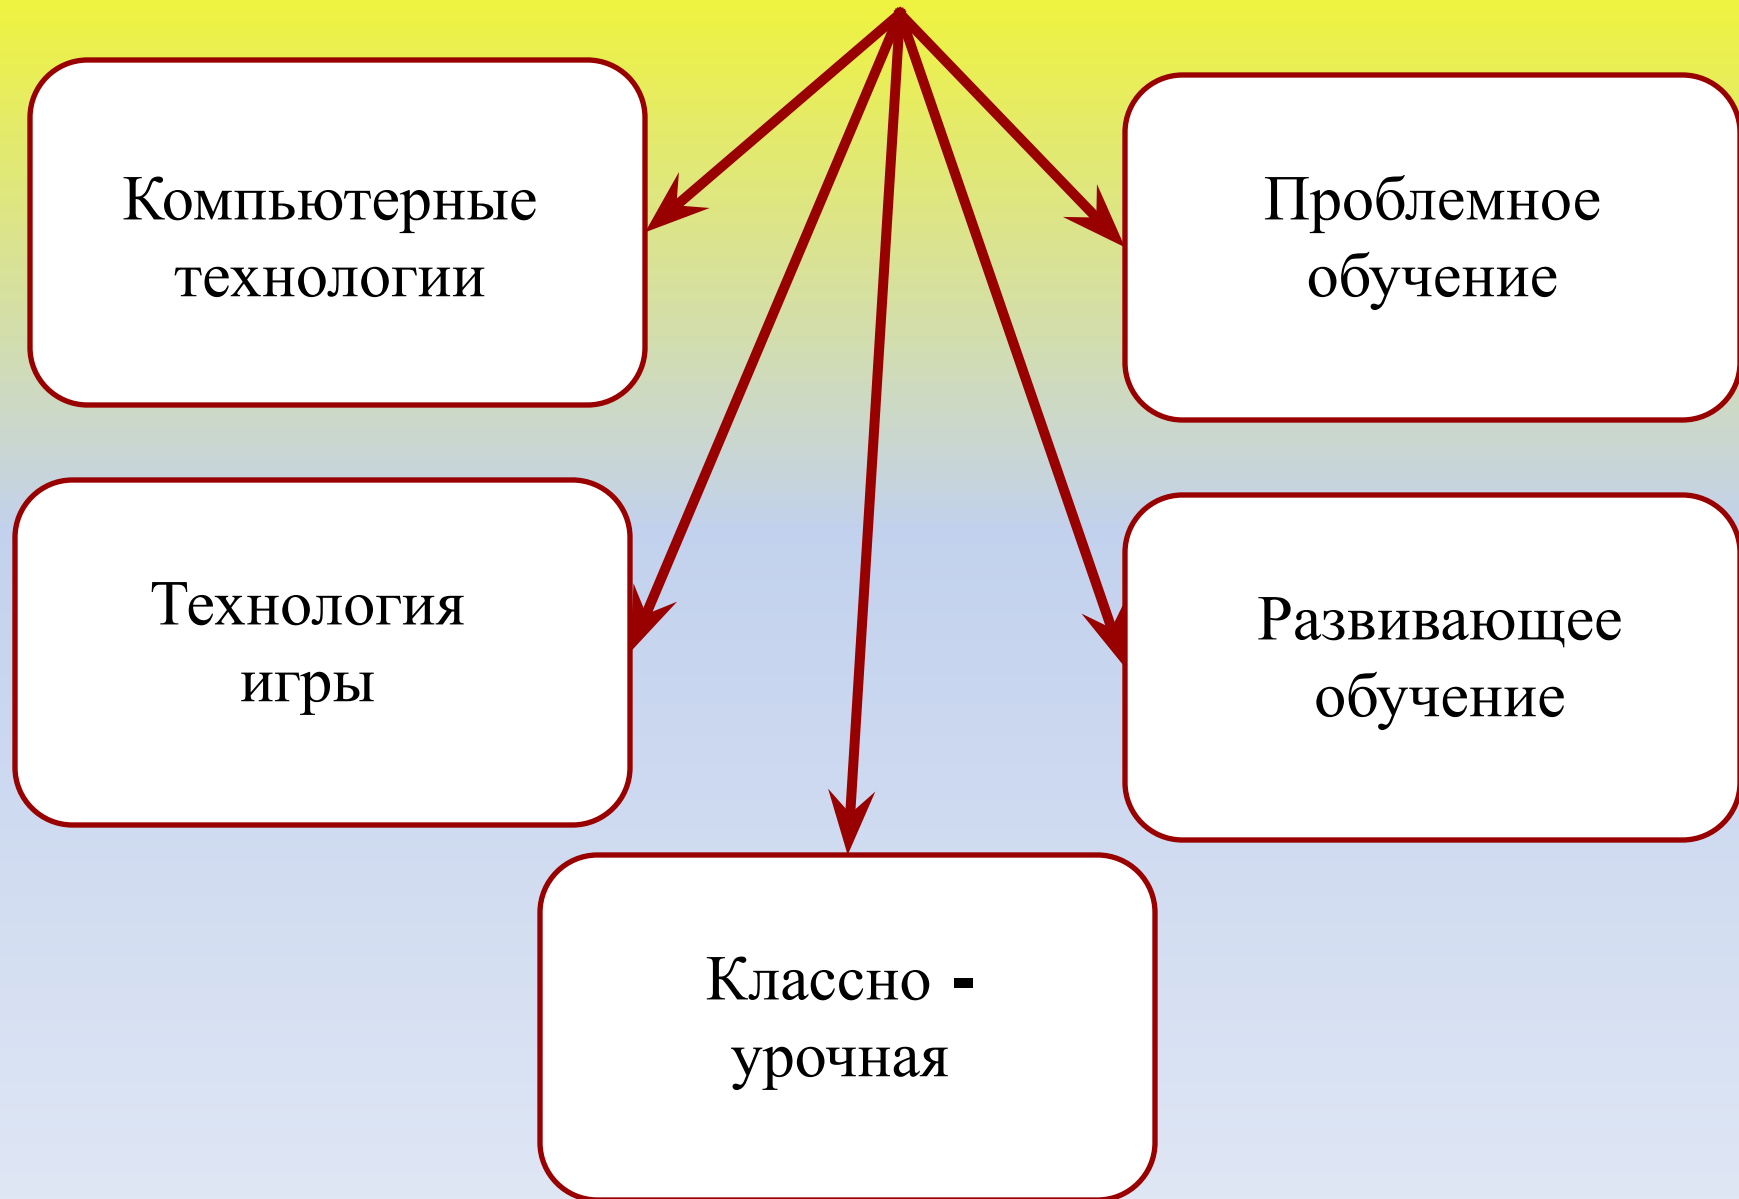 Компьютерные
технологии
Проблемное
обучение
Технология
игры
Развивающее
обучение
Классно -
урочная